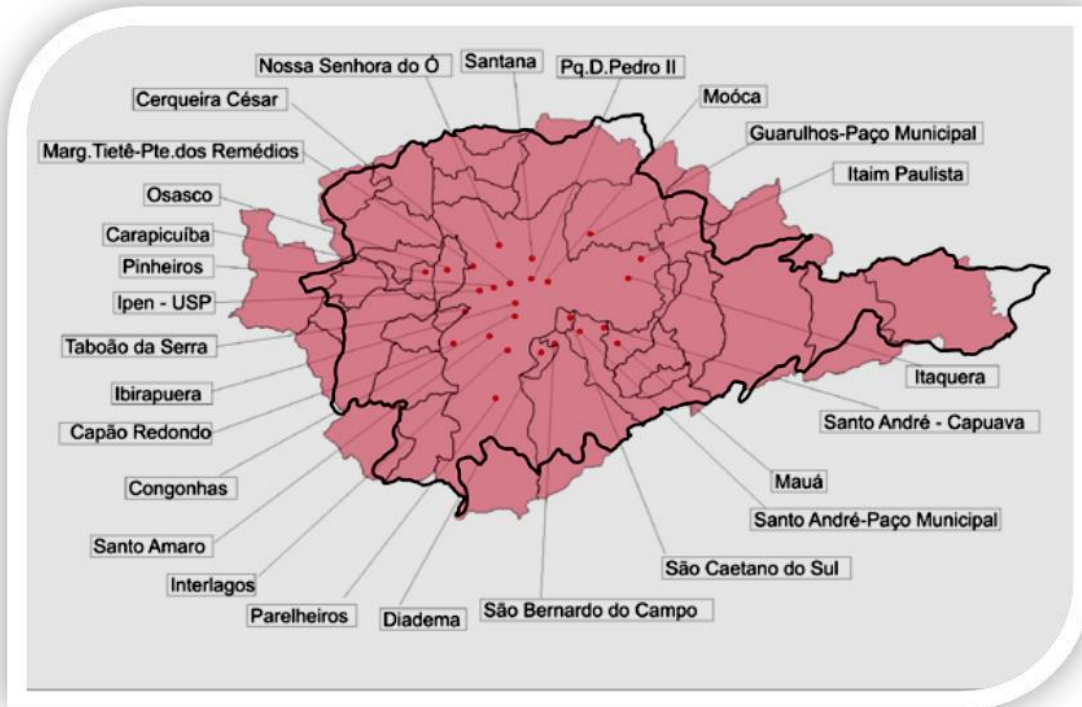 Nossa Senhora do Ó
Santana
Pq.D.Pedro II
Cerqueira César
Moóca
Marg.Tietê-Pte.dos Remédios
Guarulhos-Paço Municipal
Osasco
Itaim Paulista
Carapicuíba
Pinheiros
Ipen - USP
Taboão da Serra
Itaquera
Ibirapuera
Santo André - Capuava
Capão Redondo
Mauá
Congonhas
Santo André-Paço Municipal
Santo Amaro
São Caetano do Sul
Interlagos
São Bernardo do Campo
Parelheiros
Diadema